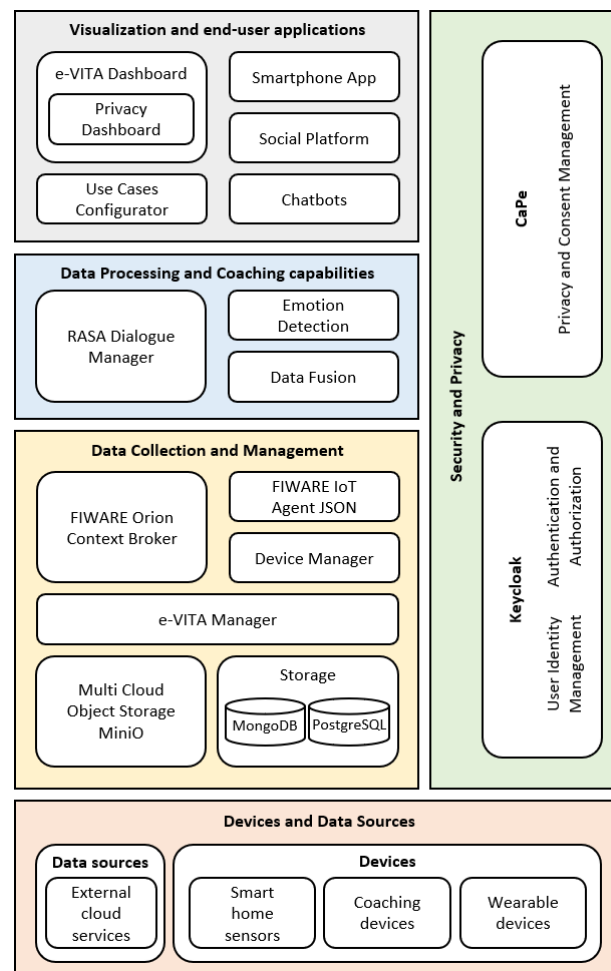 Visualization and end-user applications
e-VITA Dashboard
Privacy
Dashboard
Smartphone App
Social Platform
Use Cases
Configurator
Chatbots
Data Processing and Coaching capabilities
RASA Dialogue
Manager
Emotion
Detection
Data Fusion
Data Collection and Management
FIWARE Orion
Context Broker
FIWARE IoT
Agent JSON
Device Manager
e-VITA Manager
Multi Cloud
Object Storage
MiniO
Storage
MongoDB
PostgreSQL
Security and Privacy
CaPe
Privacy and Consent Management
Keycloak
User Identity
Management
Authentication and
Authorization
Devices and Data Sources
Data sources
External
cloud
services
Devices
Smart
home
sensors
Coaching
devices
Wearable
devices